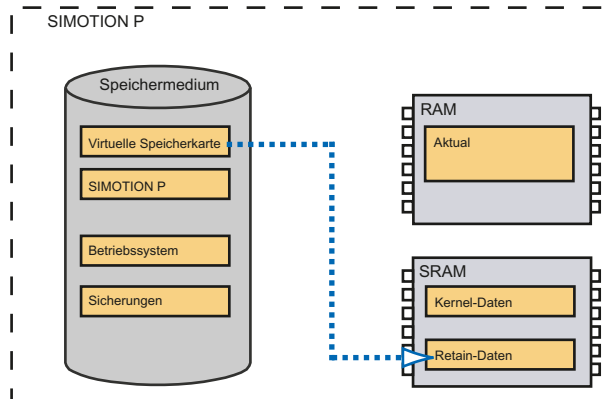 SIMOTION P
Speichermedium
Virtuelle Speicherkarte
SIMOTION P
Betriebssystem
Sicherungen
RAM
Aktual
SRAM
Kernel-Daten
Retain-Daten